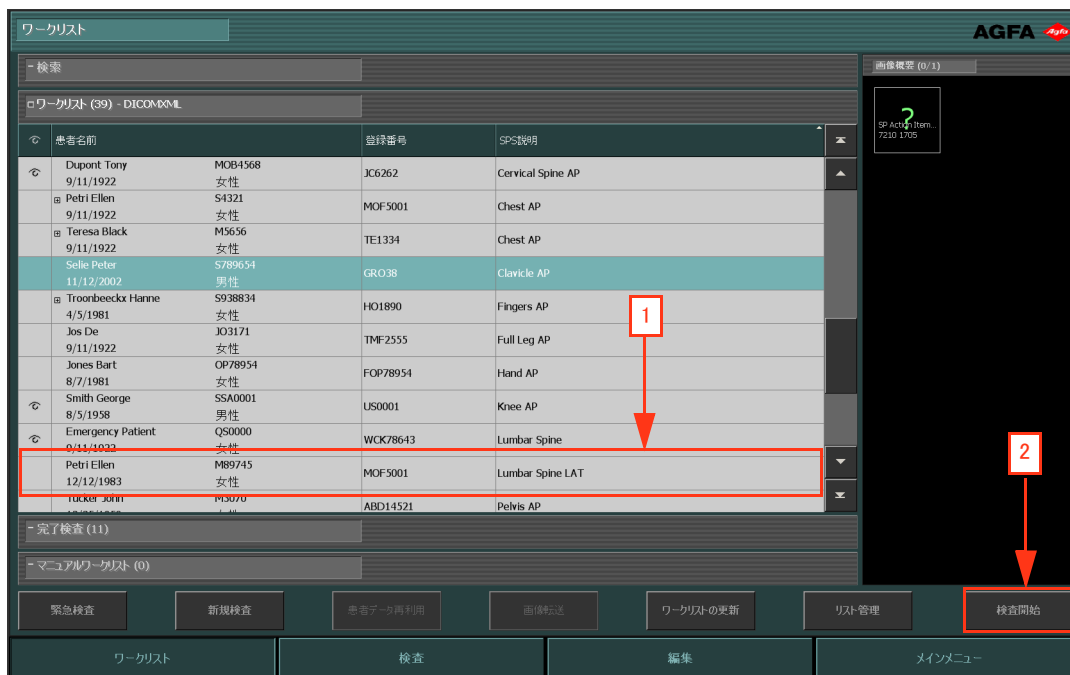 ワークリスト
AGFA
Agfa
- 検索
画像概要 (0/1)
ワークリスト (39) - DICOMXML
?
SP Action Item...
7210 1705
患者名前 登録番号 SPS説明
Dupont Tony MOB4568 JC6262 Cervical Spine AP
9/11/1922 女性
Petri Ellen S4321 MOF5001 Chest AP
9/11/1922 女性
Teresa Black M5656 TE1334 Chest AP
9/11/1922 女性
Selie Peter S789654 GRO38 Clavicle AP
11/12/2002 男性
Troonbeeckx Hanne S938834 HO1890 Fingers AP
4/5/1981 女性
1
Jos De JO3171 TMF2555 Full Leg AP
9/11/1922 女性
Jones Bart OP78954 FOP78954 Hand AP
8/7/1981 女性
Smith George SSA0001 US0001 Knee AP
8/5/1958 男性
Emergency Patient QS0000 WCK78643 Lumbar Spine
9/11/1922 女性
2
Petri Ellen M89745 MOF5001 Lumbar Spine LAT
12/12/1983 女性
Tucker John M3070 ABD14521 Pelvis AP
- 完了検査 (11)
- マニュアルワークリスト (0)
緊急検査 新規検査 患者データ再利用 画像転送 ワークリストの更新 リスト管理 検査開始
ワークリスト 検査 編集 メインメニュー